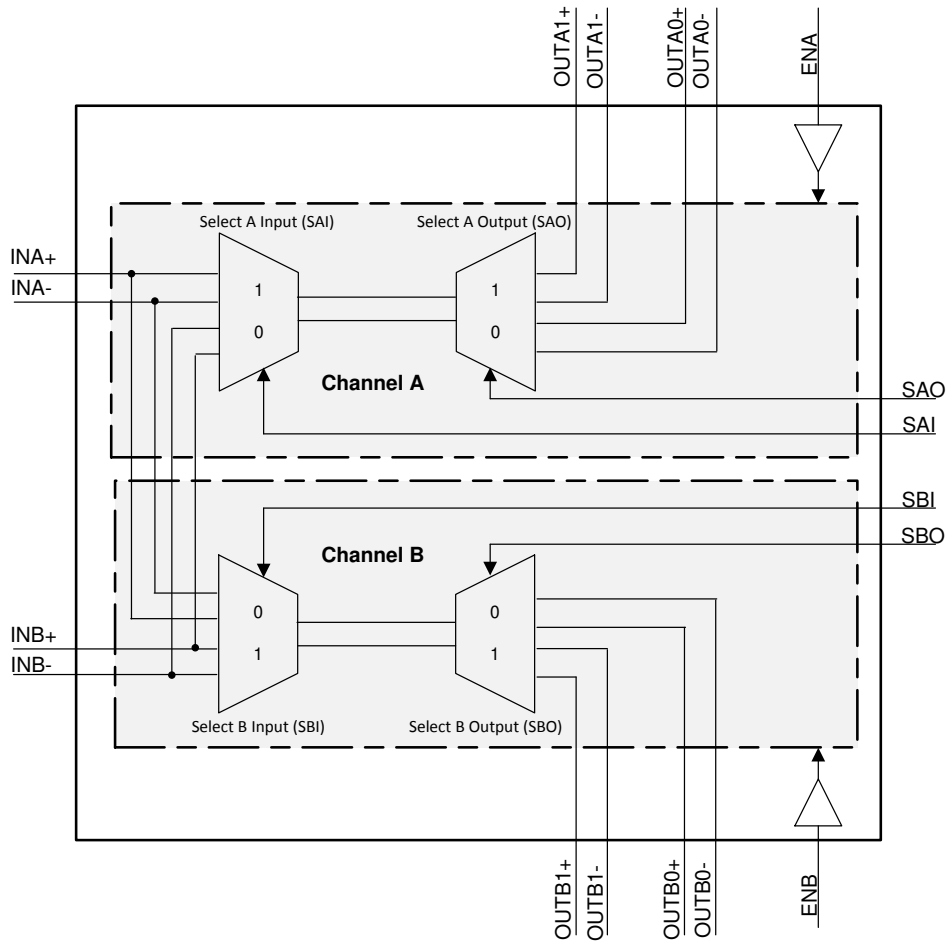 OUTA1+
OUTA1-
OUTA0+
OUTA0-
ENA
Select A Input (SAI)
Select A Output (SAO)
INA+
INA-
1
0
1
0
Channel A
SAO
SAI
SBI
SBO
Channel B
0
1
0
1
INB+
INB-
Select B Input (SBI)
Select B Output (SBO)
OUTB1+
OUTB1-
OUTB0+
OUTB0-
ENB